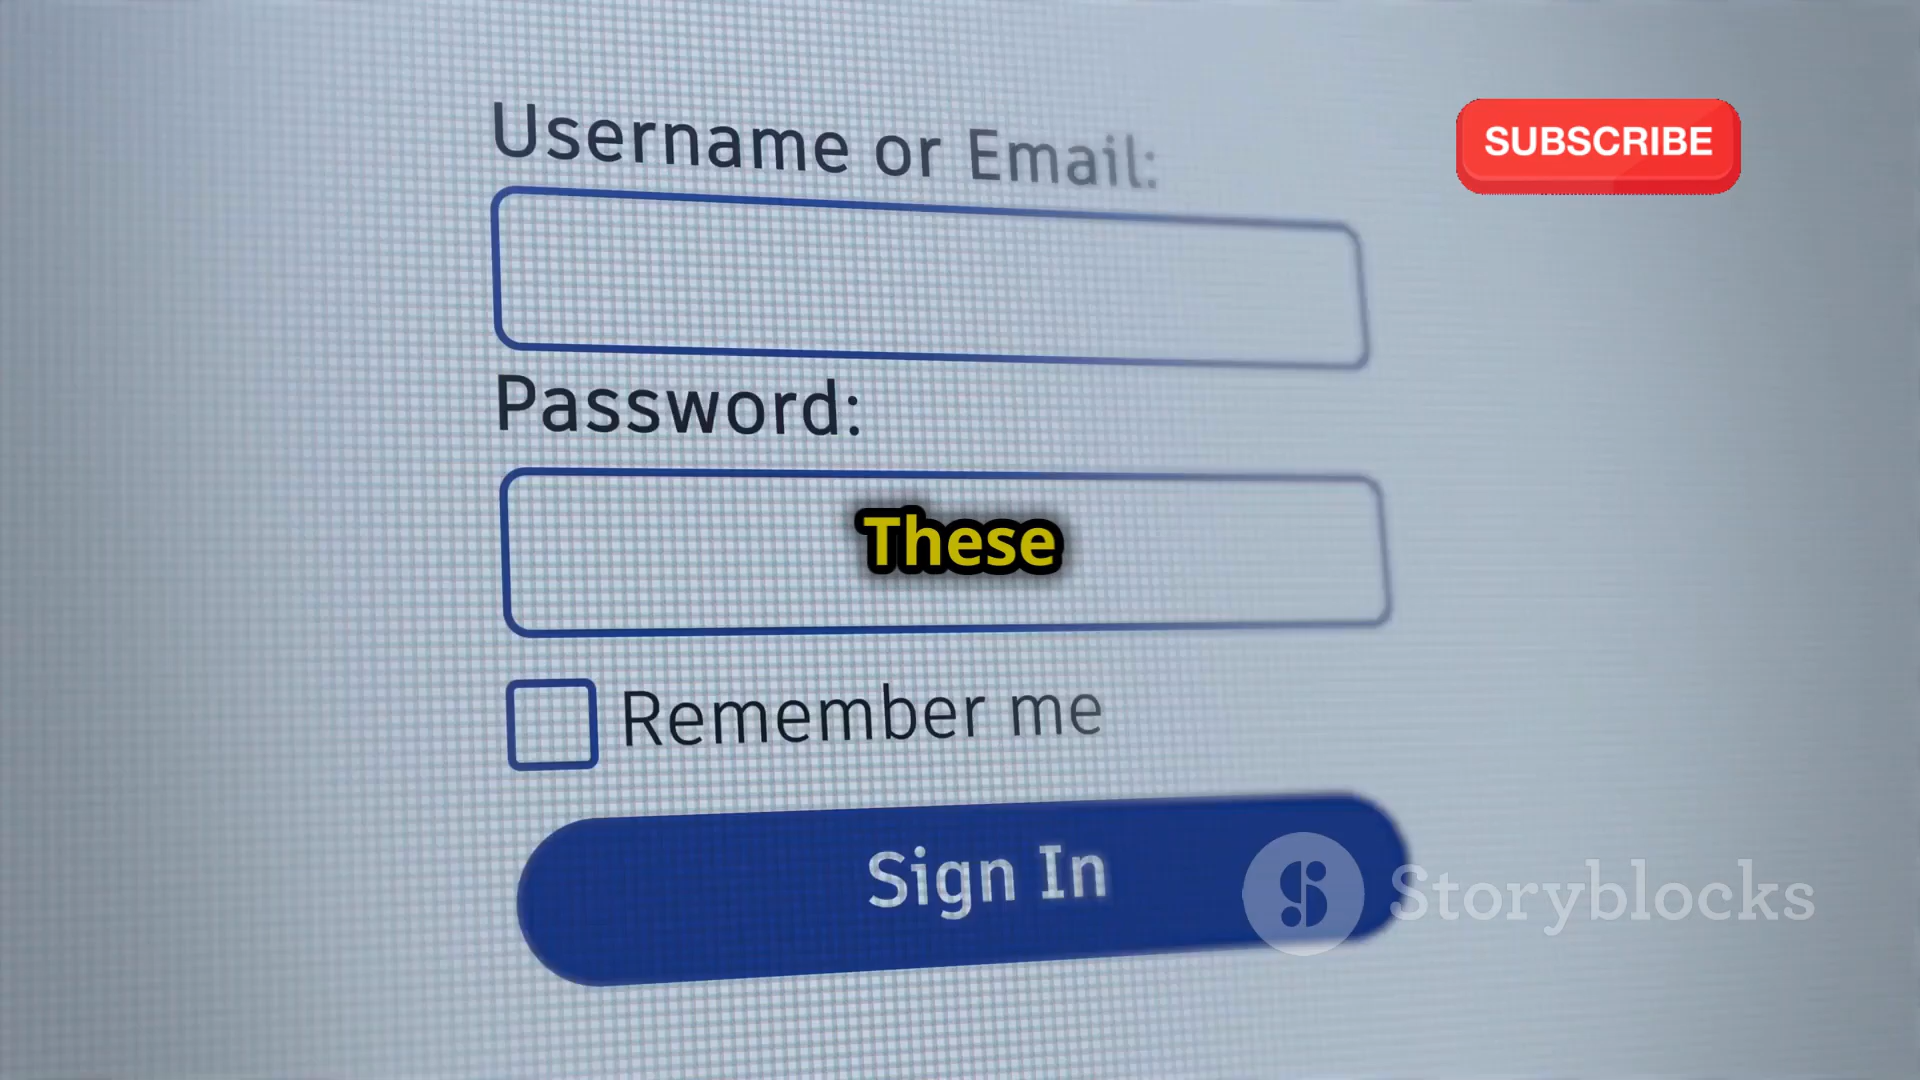 Username or Email:
SUBSCRIBE
Password:
These
Remember me
Sign In
Storyblocks